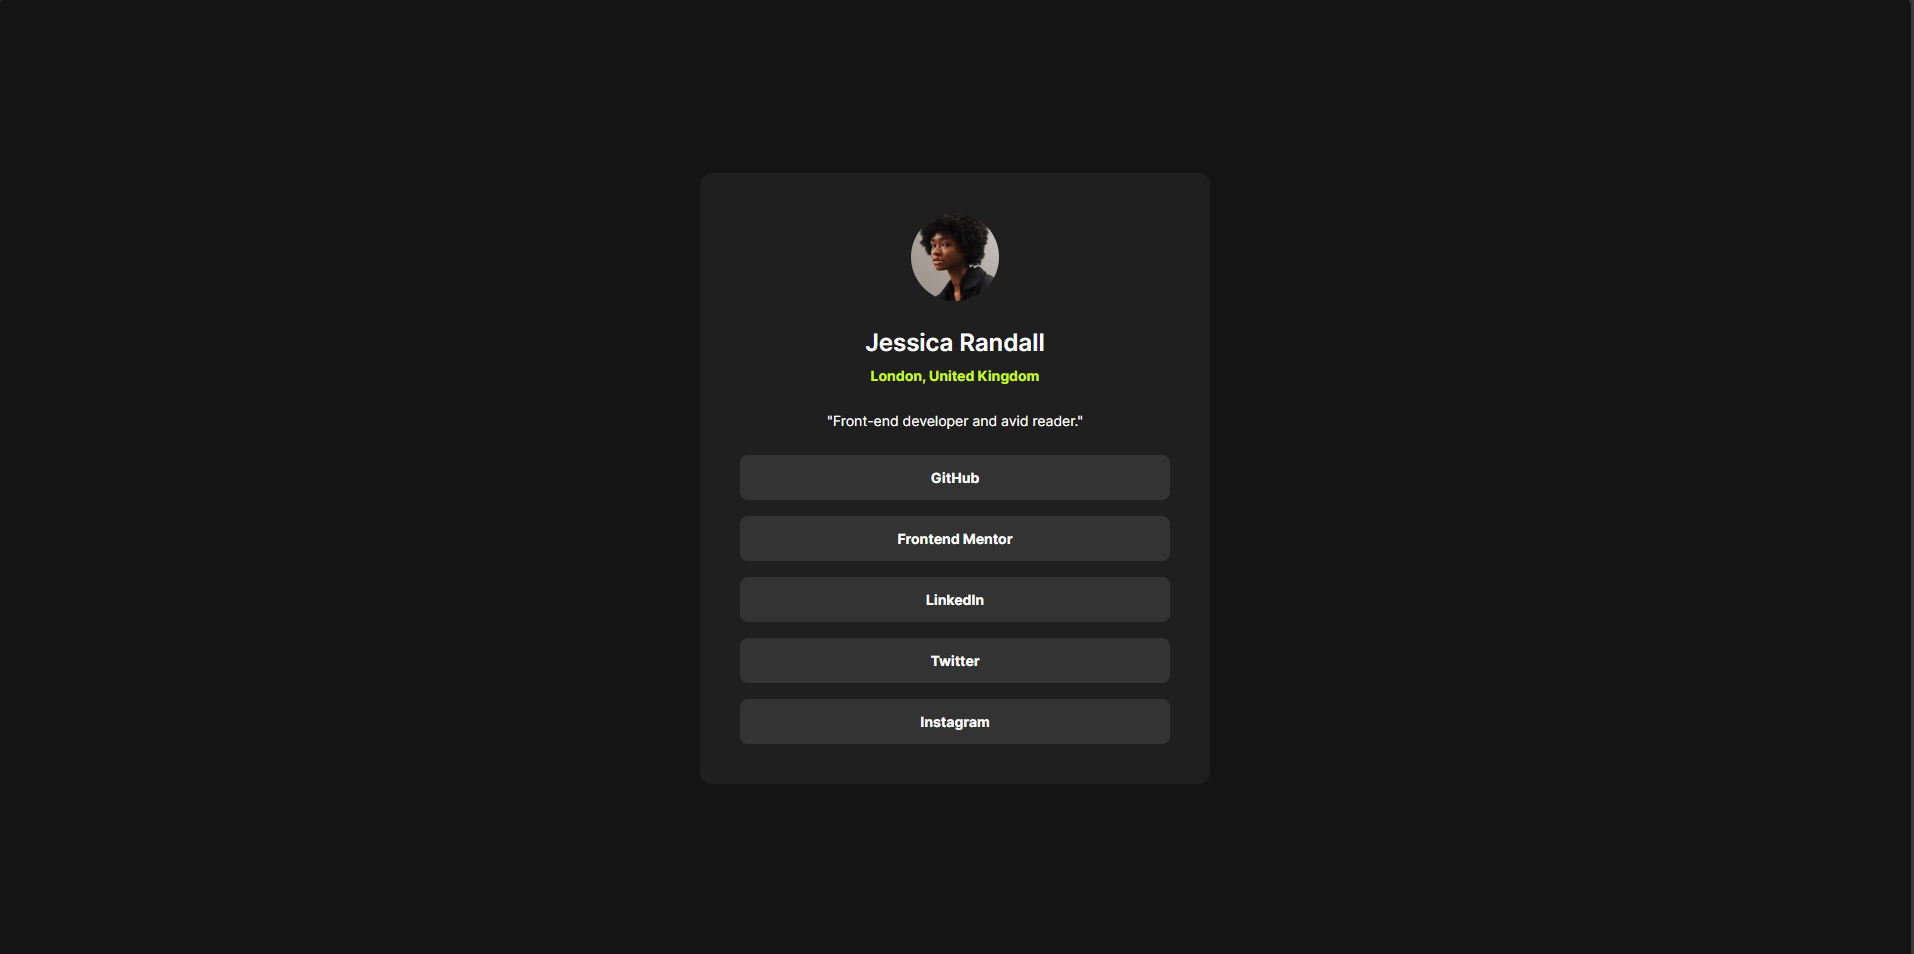 Jessica Randall
London, United Kingdom
"Front-end developer and avid reader."
GitHub
Frontend Mentor
LinkedIn
Twitter
Instagram